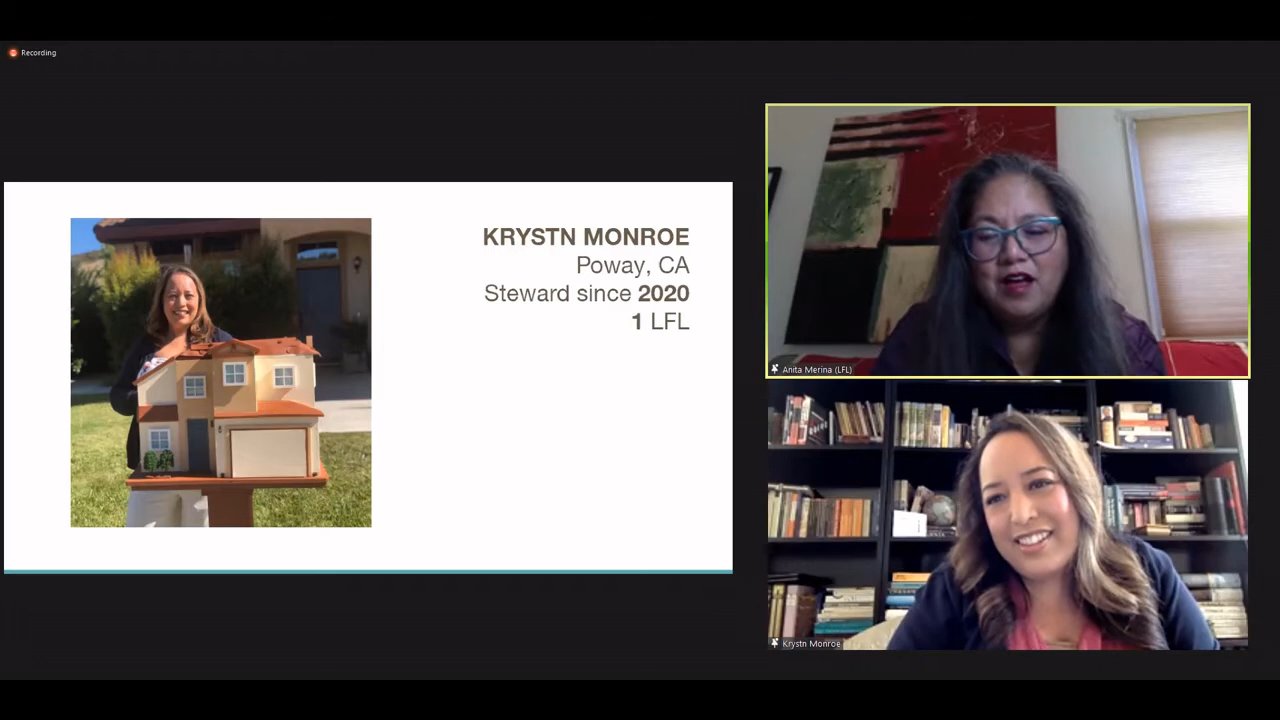 Recording
KRYSTN MONROE
Poway, CA
Steward since 2020
1 LFL
Anita Merina (LFL)
Krystn Monroe